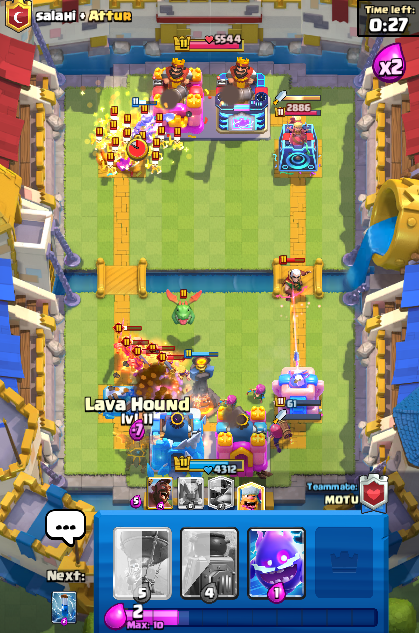 salahi + Attur
Time left:
0:27
x2
5544
2886
61
Lava Hound
lvl 11
4312
Teammate:
MOTU
...
Next:
5
4
1
2
Max: 10